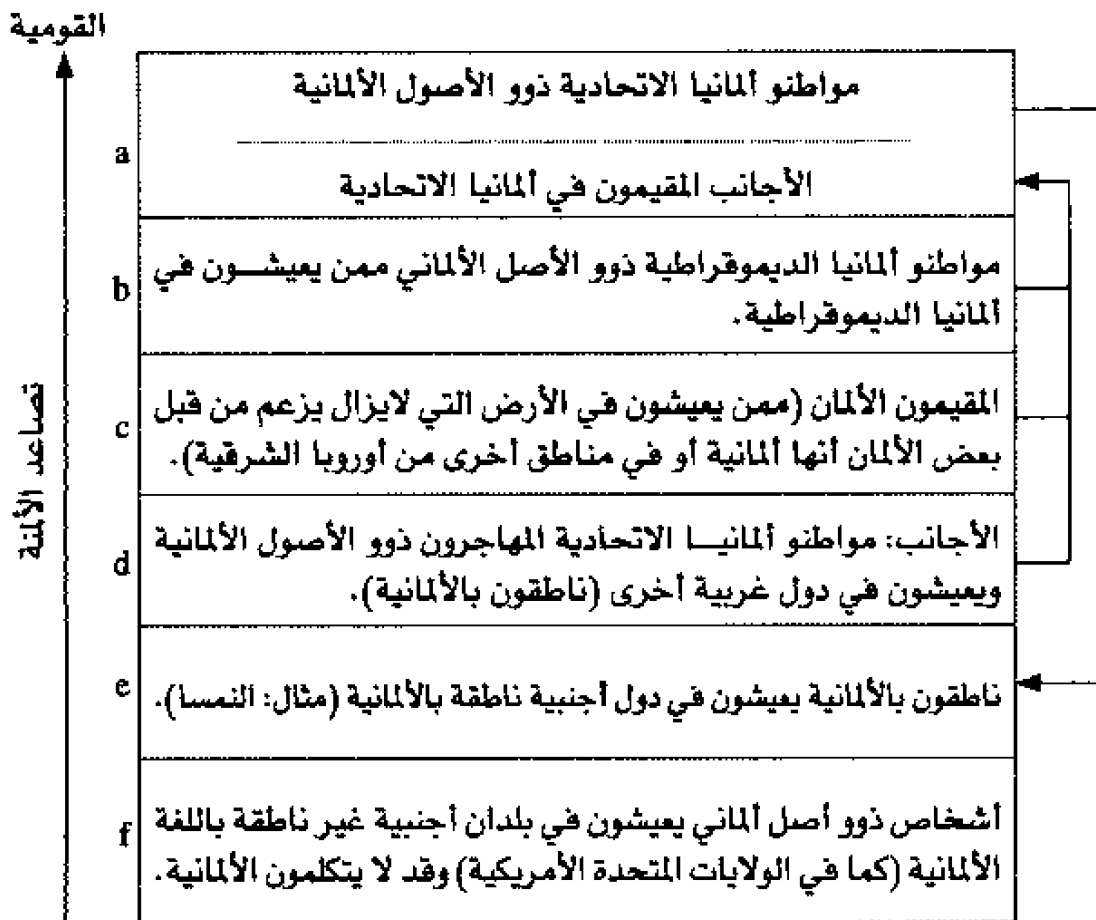 القومية
مواطنو ألمانيا الاتحادية ذوو الأصول الألمانية
a
الأجانب المقيمون في ألمانيا الاتحادية
مواطنو ألمانيا الديموقراطية ذوو الأصل الألماني ممن يعيشون في
b
ألمانيا الديموقراطية.
المقيمون الألمان (ممن يعيشون في الأرض التي لايزال يزعم من قبل
c
بعض الألمان أنها ألمانية أو في مناطق أخرى من أوروبا الشرقية).
تصاعد الألمنة
الأجانب: مواطنو ألمانيا الاتحادية المهاجرون ذوو الأصول الألمانية
d
ويعيشون في دول غربية أخرى (ناطقون بالألمانية).
e
ناطقون بالألمانية يعيشون في دول أجنبية ناطقة بالألمانية (مثال: النمسا).
أشخاص ذوو أصل ألماني يعيشون في بلدان أجنبية غير ناطقة باللغة
f
الألمانية (كما في الولايات المتحدة الأمريكية) وقد لا يتكلمون الألمانية.